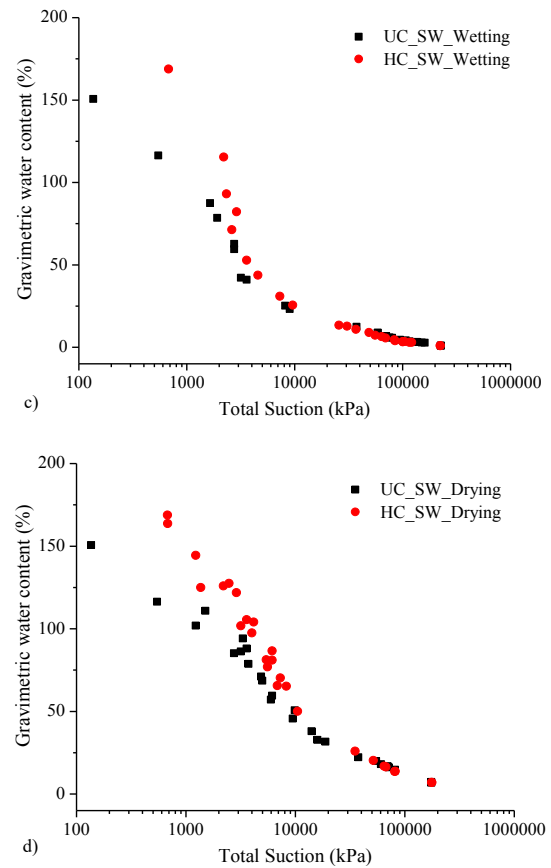 UC_SW_Wetting
HC_SW_Wetting
Gravimetric water content (%)
200
150
100
50
0
100 1000 10000 100000 1000000
Total Suction (kPa)
c)
UC_SW_Drying
HC_SW_Drying
Gravimetric water content (%)
200
150
100
50
0
100 1000 10000 100000 1000000
Total Suction (kPa)
d)